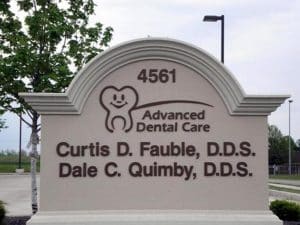 4561
Advanced
Dental Care
Curtis D. Fauble, D.D.S.
Dale C. Quimby, D.D.S.